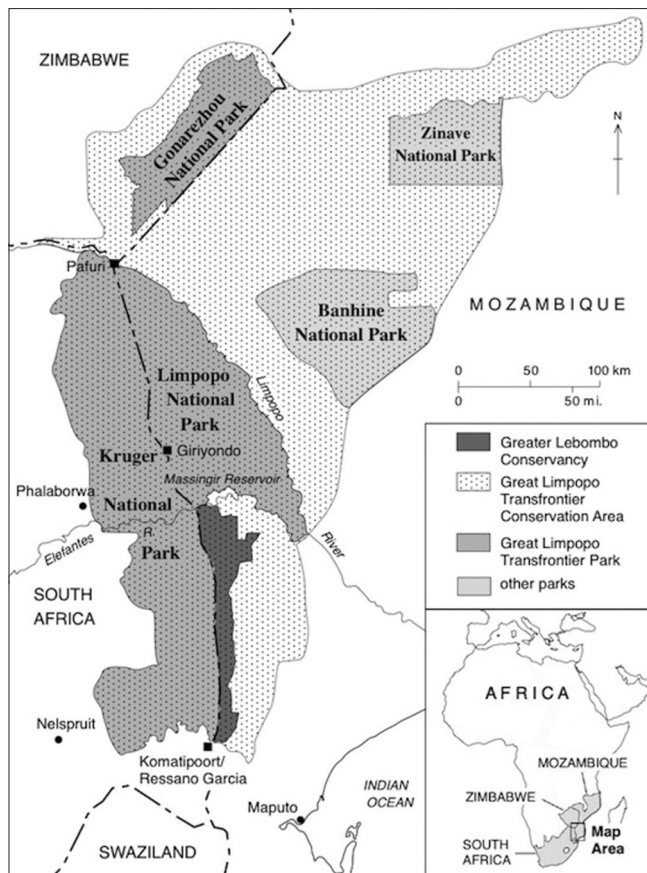 ZIMBABWE
Gonarezhou
National Park
Zinave
National Park
N
Pafuri
Banhine
National Park
MOZAMBIQUE
Limpopo
National
Park
Limpopo
0 50 100 km
0 50 mi.
Kruger
Giriyondo
Massingir Reservoir
Phalaborwa
National
R.
Elefantes
Park
River
SOUTH
AFRICA
Nelspruit
Komatipoort/
Ressano Garcia
Maputo
INDIAN
OCEAN
SWAZILAND
Greater Lebombo
Conservancy
Great Limpopo
Transfrontier
Conservation Area
Great Limpopo
Transfrontier Park
other parks
AFRICA
MOZAMBIQUE
ZIMBABWE
SOUTH
AFRICA
Map
Area